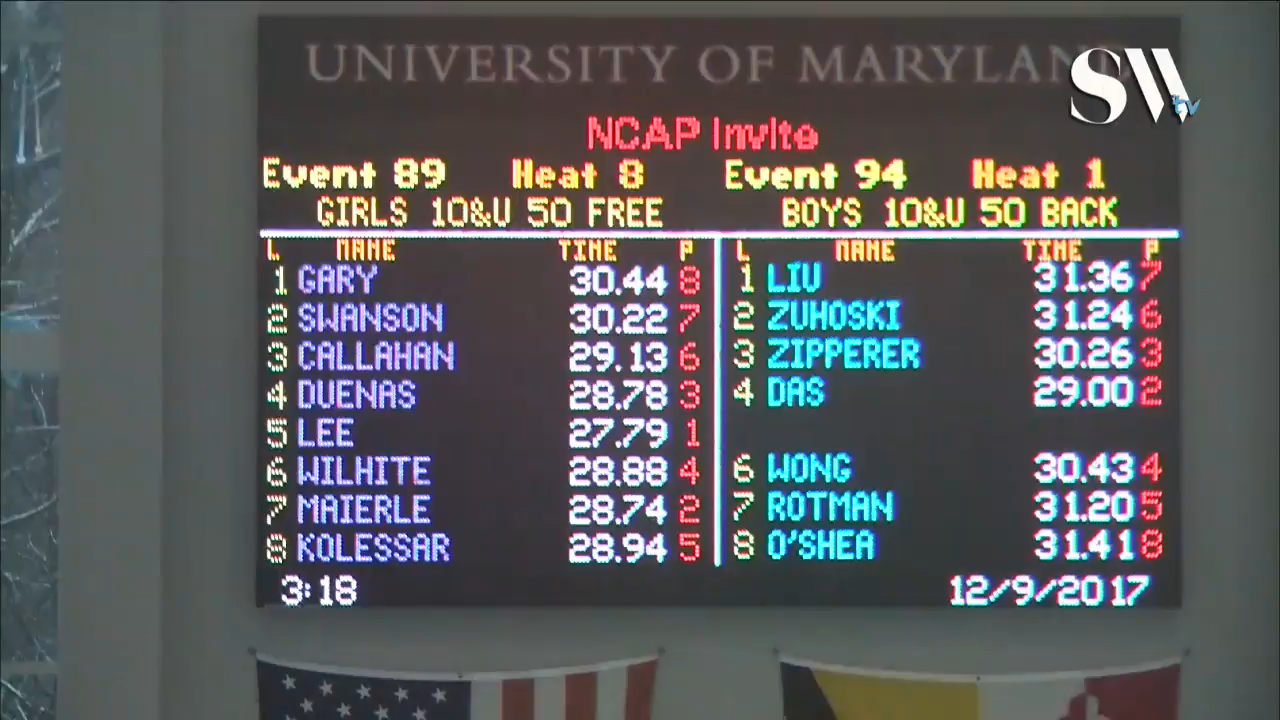 UNIVERSITY OF MARYLAND
SW
tv
NCAP Invite
Event 89 Heat 8
GIRLS 10&U 50 FREE
L NAME TIME P
1 GARY 30.44 8
2 SWANSON 30.22 7
3 CALLAHAN 29.13 6
4 DUENAS 28.78 3
5 LEE 27.79 1
6 WILHITE 28.88 4
7 MAIERLE 28.74 2
8 KOLESSAR 28.94 5
Event 94 Heat 1
BOYS 10&U 50 BACK
L NAME TIME P
1 LIU 31.36 7
2 ZUHOSKI 31.24 6
3 ZIPPERER 30.26 3
4 DAS 29.00 2
6 WONG 30.43 4
7 ROTMAN 31.20 5
8 O'SHEA 31.41 8
3:18
12/9/2017